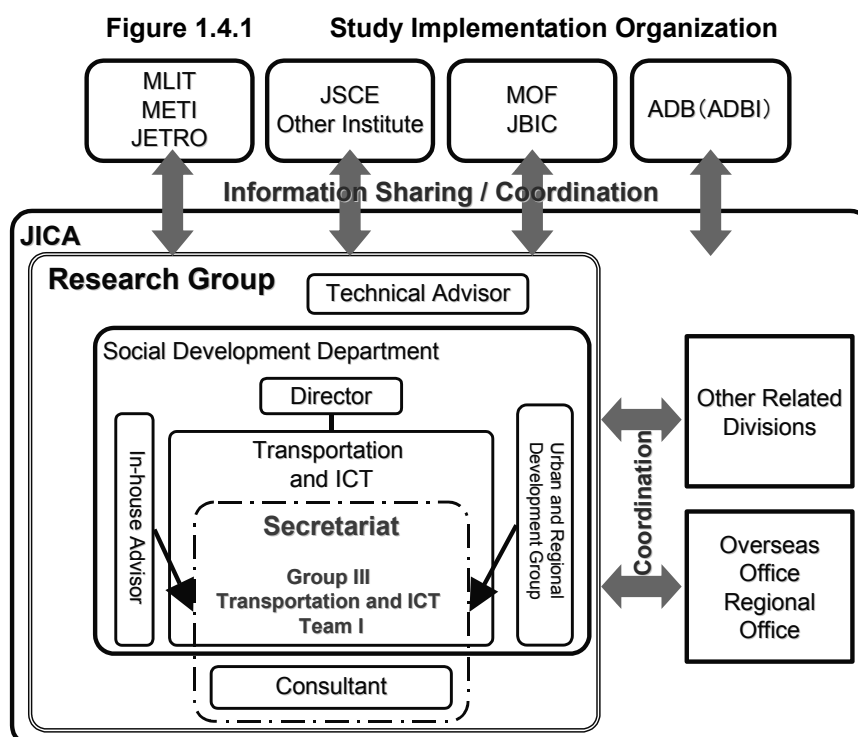 Figure 1.4.1 Study Implementation Organization
MLIT
METI
JETRO
JSCE
Other Institute
MOF
JBIC
ADB（ADBI）
Information Sharing / Coordination
JICA
Research Group
Technical Advisor
Social Development Department
Director
Transportation
and ICT
In-house Advisor
Secretariat
Group III
Transportation and ICT
Team I
Urban and Regional
Development Group
Consultant
Coordination
Other Related
Divisions
Overseas
Office
Regional
Office